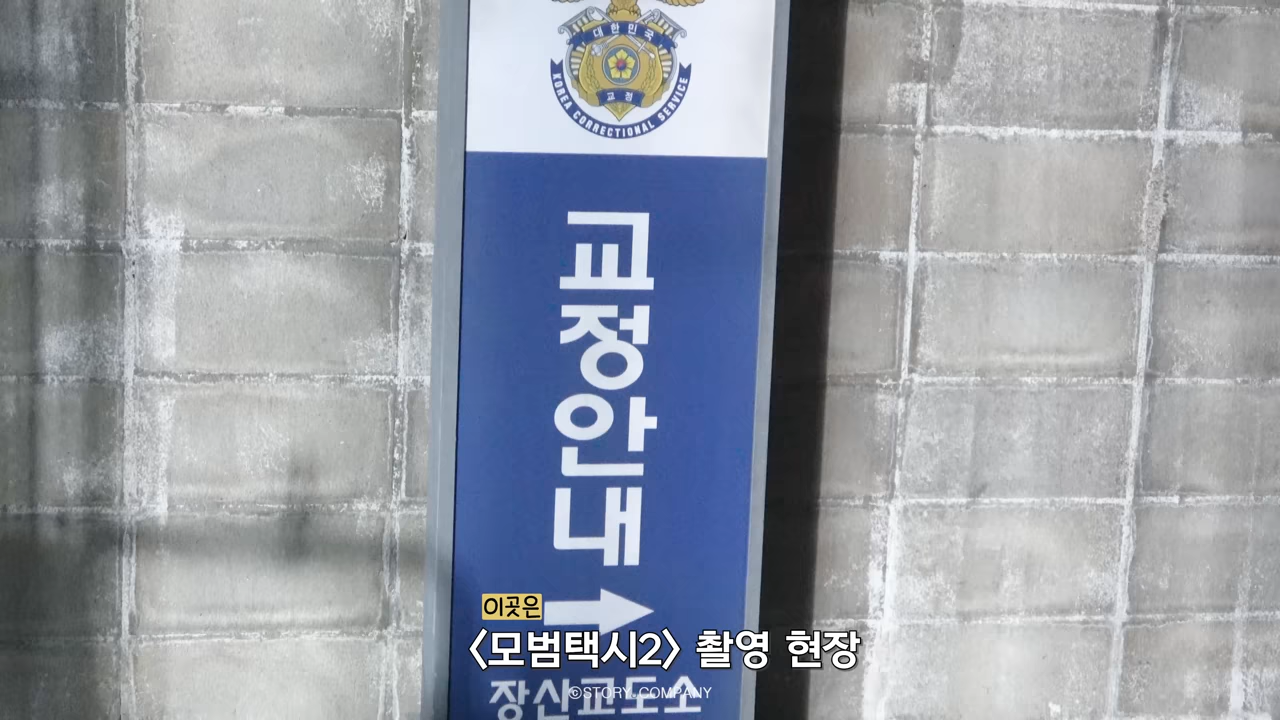 대한민국
교정
KOREA CORRECTIONAL SERVICE
교정안내
이곳은
<모범택시2> 촬영 현장
장산교도소
©STORY.COMPANY